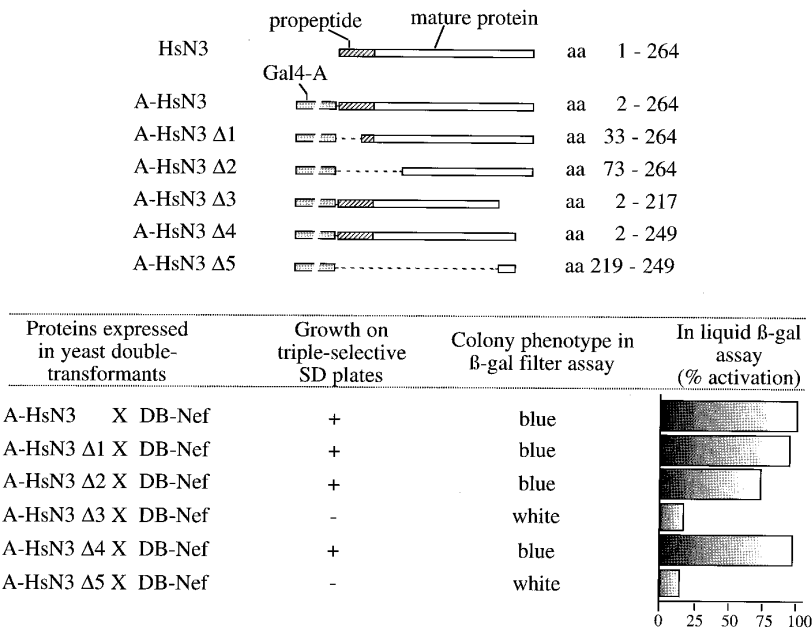 propeptide mature protein
HsN3 aa 1 - 264
Gal4-A
A-HsN3 aa 2 - 264
A-HsN3 Δ1 aa 33 - 264
A-HsN3 Δ2 aa 73 - 264
A-HsN3 Δ3 aa 2 - 217
A-HsN3 Δ4 aa 2 - 249
A-HsN3 Δ5 aa 219 - 249
Proteins expressed in yeast double-transformants
Growth on triple-selective SD plates
Colony phenotype in ß-gal filter assay
In liquid ß-gal assay (% activation)
A-HsN3 X DB-Nef + blue
A-HsN3 Δ1 X DB-Nef + blue
A-HsN3 Δ2 X DB-Nef + blue
A-HsN3 Δ3 X DB-Nef - white
A-HsN3 Δ4 X DB-Nef + blue
A-HsN3 Δ5 X DB-Nef - white
0 25 50 75 100